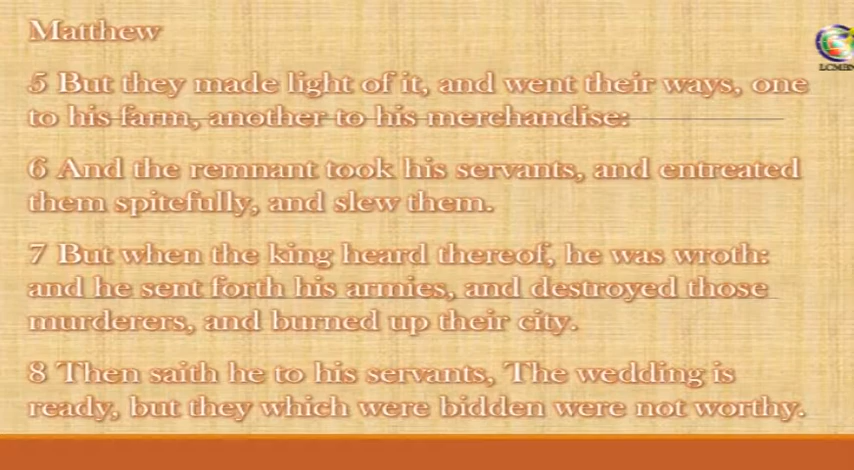 Matthew
5 But they made light of it, and went their ways, one
to his farm, another to his merchandise:
6 And the remnant took his servants, and entreated
them spitefully, and slew them.
7 But when the king heard thereof, he was wroth:
and he sent forth his armies, and destroyed those
murderers, and burned up their city.
8 Then saith he to his servants, The wedding is
ready, but they which were bidden were not worthy.